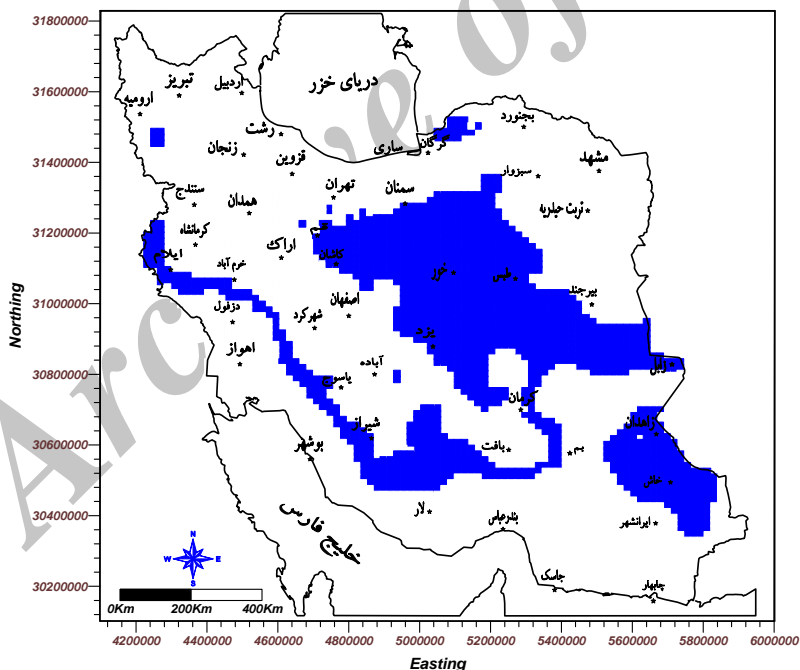 31800000
31600000
31400000
31200000
31000000
30800000
30600000
30400000
30200000
Northing
دریای خزر
تبریز
اردبیل
ارومیه
رشت
زنجان
قزوین
ساری
گرگان
بجنورد
مشهد
سبزوار
تربت حیدریه
سنندج
همدان
تهران
سمنان
کرمانشاه
قم
اراک
کاشان
ایلام
خرم آباد
خور
طبس
بیرجند
دزفول
شهرکرد
اصفهان
یزد
اهواز
آباده
یاسوج
زابل
کرمان
شیراز
زاهدان
بوشهر
بافت
بم
خاش
لار
بندرعباس
ایرانشهر
خلیج فارس
جاسک
چابهار
N
W E
S
0Km 200Km 400Km
4200000 4400000 4600000 4800000 5000000 5200000 5400000 5600000 5800000 6000000
Easting
Archive of